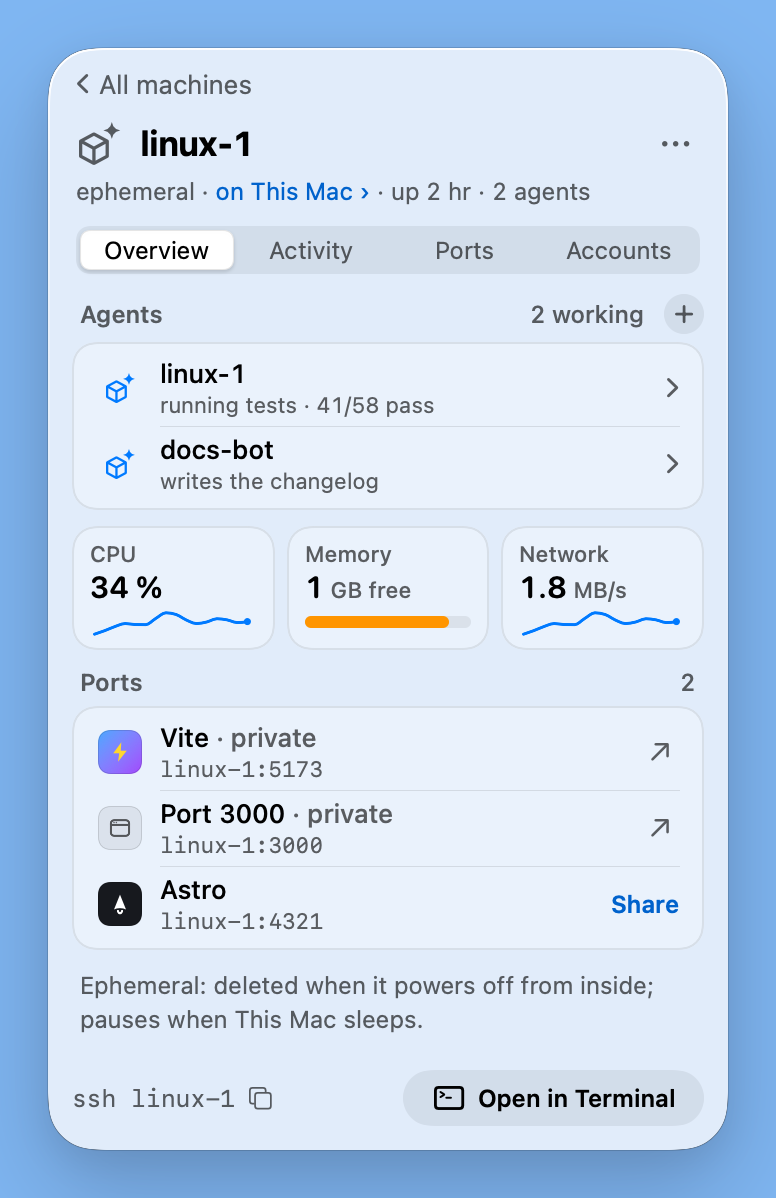 All machines
linux-1
ephemeral · on This Mac › · up 2 hr · 2 agents
Overview Activity Ports Accounts
Agents 2 working
linux-1
running tests · 41/58 pass
docs-bot
writes the changelog
CPU Memory Network
34 % 1 GB free 1.8 MB/s
Ports 2
Vite · private
linux-1:5173
Port 3000 · private
linux-1:3000
Astro
linux-1:4321
Share
Ephemeral: deleted when it powers off from inside;
pauses when This Mac sleeps.
ssh linux-1 Open in Terminal